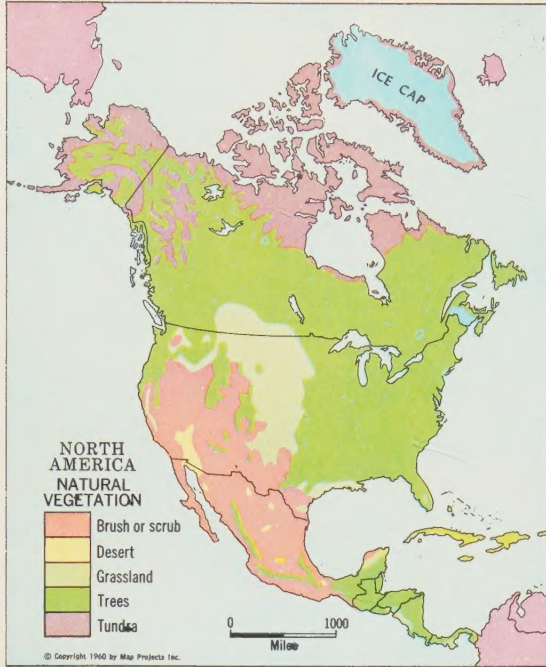 ICE CAP
NORTH
AMERICA
NATURAL
VEGETATION
Brush or scrub
Desert
Grassland
Trees
Tundra
0 1000
Miles
© Copyright 1960 by Map Projects Inc.